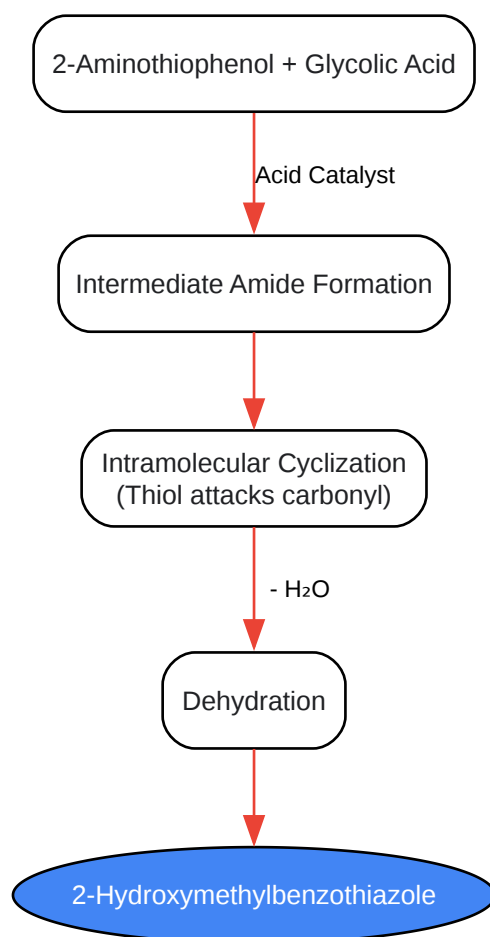 2-Aminothiophenol + Glycolic Acid
Acid Catalyst
Intermediate Amide Formation
Intramolecular Cyclization
(Thiol attacks carbonyl)
- H₂O
Dehydration
2-Hydroxymethylbenzothiazole